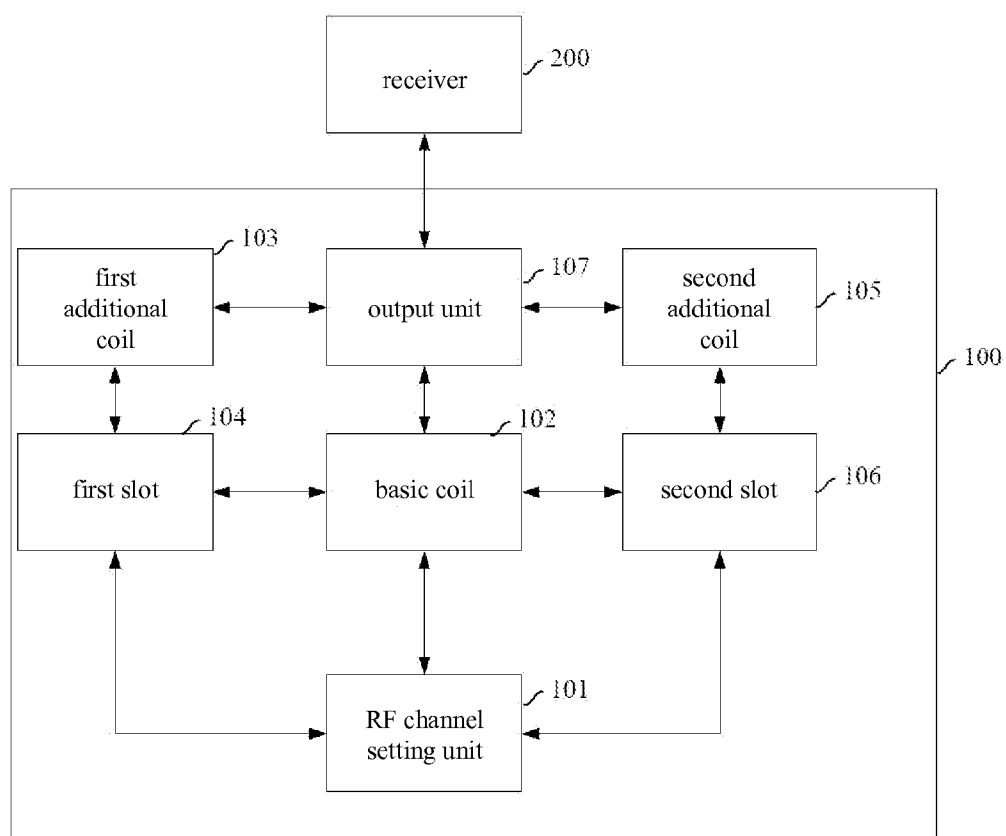 receiver
200
103
first
additional
coil
output unit
107
second
additional
coil
105
100
104
first slot
102
basic coil
second slot
106
101
RF channel
setting unit